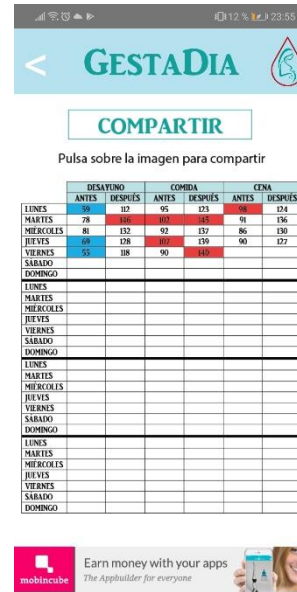 12 % 23:55
< GESTADIA
COMPARTIR
Pulsa sobre la imagen para compartir
DESAYUNO COMIDA CENA
ANTES DESPUÉS ANTES DESPUÉS ANTES DESPUÉS
LUNES 59 112 95 123 98 124
MARTES 78 146 102 145 91 136
MIÉRCOLES 81 132 92 137 86 130
JUEVES 69 128 107 139 90 127
VIERNES 55 118 90 140
SÁBADO
DOMINGO
LUNES
MARTES
MIÉRCOLES
JUEVES
VIERNES
SÁBADO
DOMINGO
LUNES
MARTES
MIÉRCOLES
JUEVES
VIERNES
SÁBADO
DOMINGO
LUNES
MARTES
MIÉRCOLES
JUEVES
VIERNES
SÁBADO
DOMINGO
mobincube
Earn money with your apps
The Appbuilder for everyone